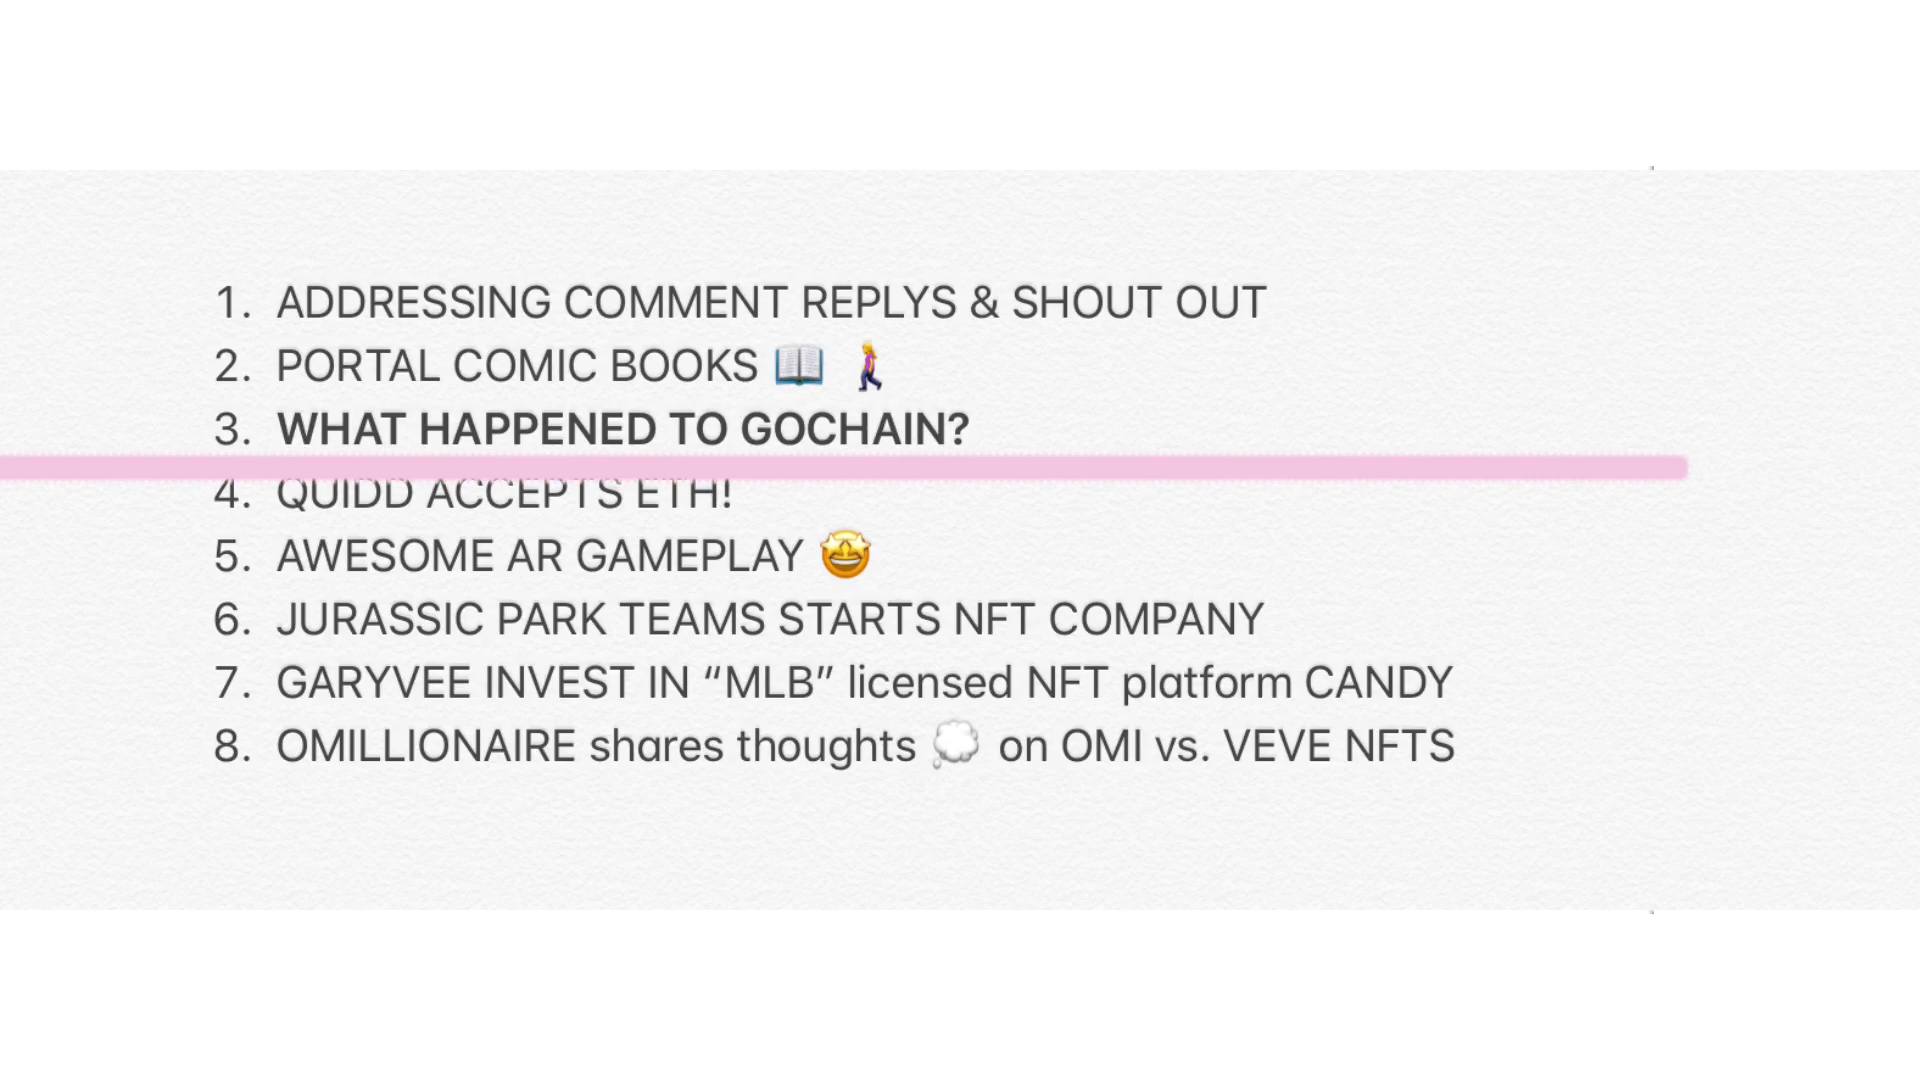 1. ADDRESSING COMMENT REPLYS & SHOUT OUT
2. PORTAL COMIC BOOKS 📖 🚶‍♀️
3. WHAT HAPPENED TO GOCHAIN?
4. QUIDD ACCEPTS ETH!
5. AWESOME AR GAMEPLAY 🤩
6. JURASSIC PARK TEAMS STARTS NFT COMPANY
7. GARYVEE INVEST IN “MLB” licensed NFT platform CANDY
8. OMILLIONAIRE shares thoughts 💭 on OMI vs. VEVE NFTS